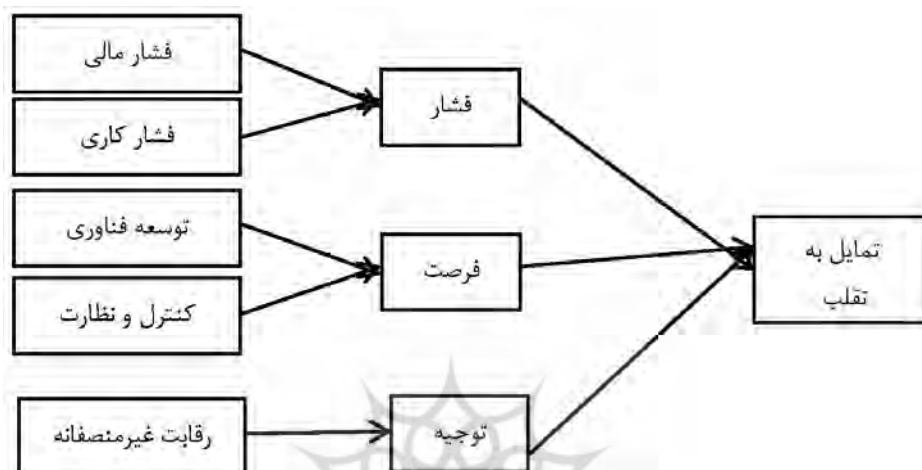 فشار مالی
فشار کاری
فشار
توسعه فناوری
کنترل و نظارت
فرصت
تمایل به
تقلب
رقابت غیرمنصفانه
توجیه